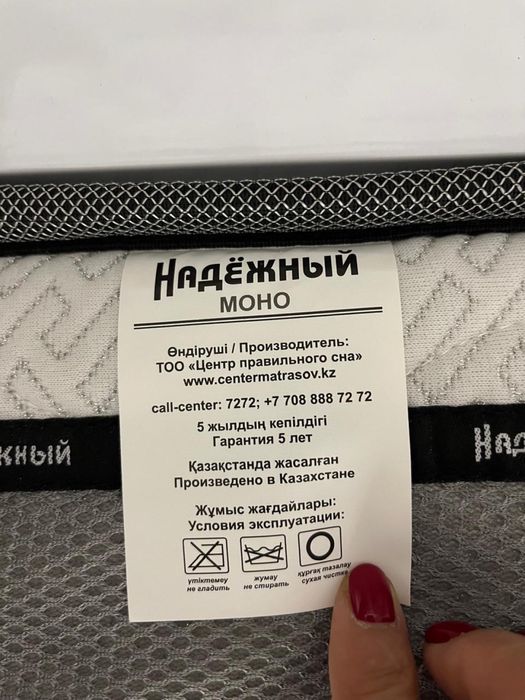 НАДЁЖНЫЙ
МОНО
Өндіруші / Производитель:
ТОО «Центр правильного сна»
www.centermatrasov.kz
call-center: 7272; +7 708 888 72 72
5 жылдың кепілдігі
Гарантия 5 лет
Қазақстанда жасалған
Произведено в Казахстане
Жұмыс жағдайлары:
Условия эксплуатации:
үтіктемеу
не гладить
жумау
не стирать
құрғақ тазалау
сухая чистка